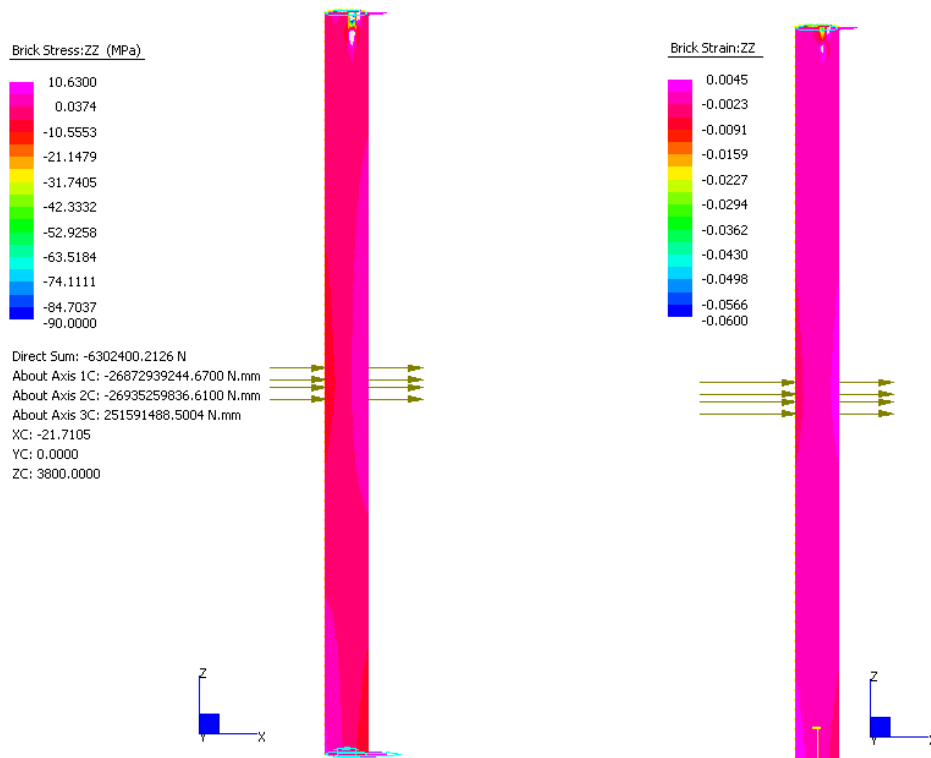 Brick Stress:ZZ (MPa)
10.6300
0.0374
-10.5553
-21.1479
-31.7405
-42.3332
-52.9258
-63.5184
-74.1111
-84.7037
-90.0000
Direct Sum: -6302400.2126 N
About Axis 1C: -26872939244.6700 N.mm
About Axis 2C: -26935259836.6100 N.mm
About Axis 3C: 251591488.5004 N.mm
XC: -21.7105
YC: 0.0000
ZC: 3800.0000
Z
Y
X
Brick Strain:ZZ
0.0045
-0.0023
-0.0091
-0.0159
-0.0227
-0.0294
-0.0362
-0.0430
-0.0498
-0.0566
-0.0600
Z
Y